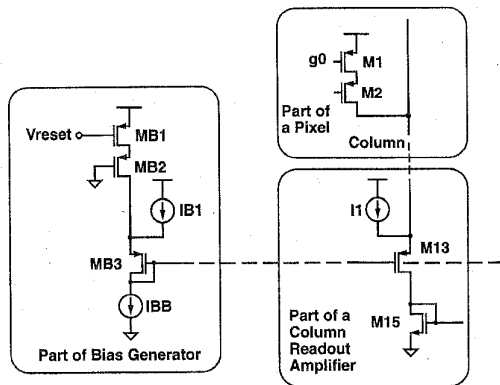 g0
M1
M2
Part of
a Pixel
Column
Vreset
MB1
MB2
IB1
MB3
IBB
Part of Bias Generator
I1
M13
M15
Part of a
Column
Readout
Amplifier